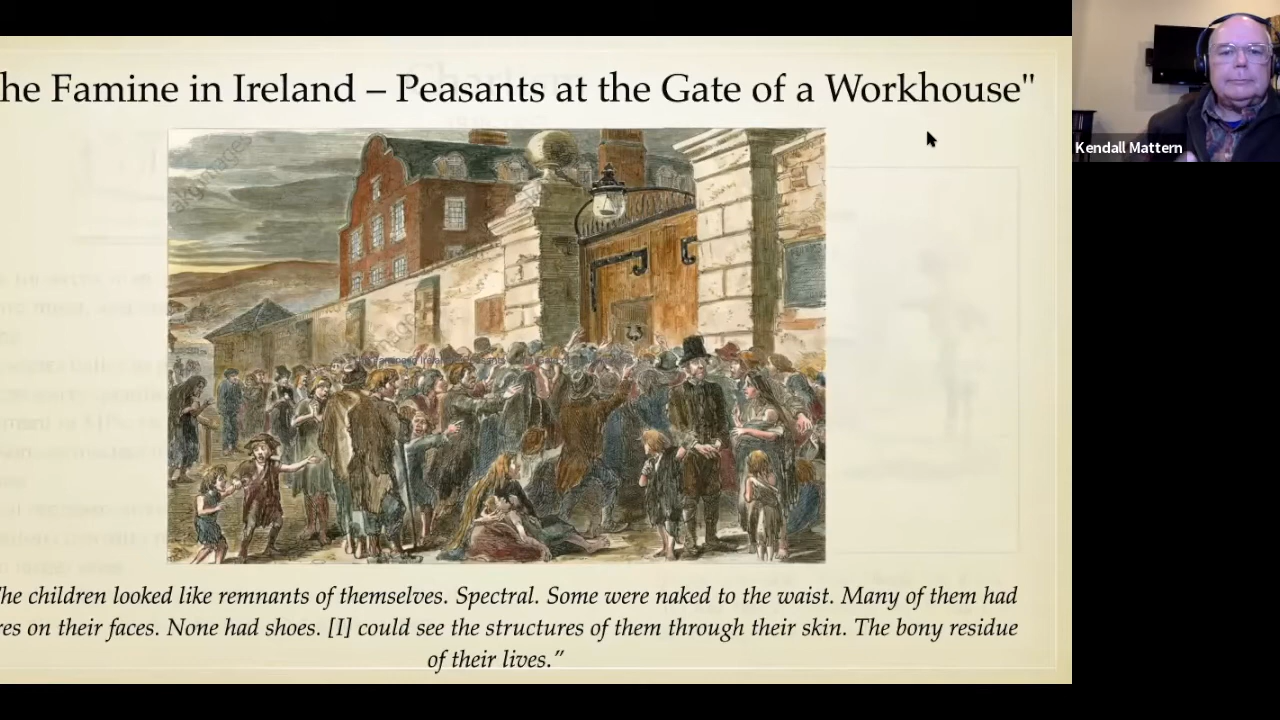 he Famine in Ireland – Peasants at the Gate of a Workhouse"
Kendall Mattern
akg-images
he children looked like remnants of themselves. Spectral. Some were naked to the waist. Many of them had
res on their faces. None had shoes. [I] could see the structures of them through their skin. The bony residue
of their lives.”